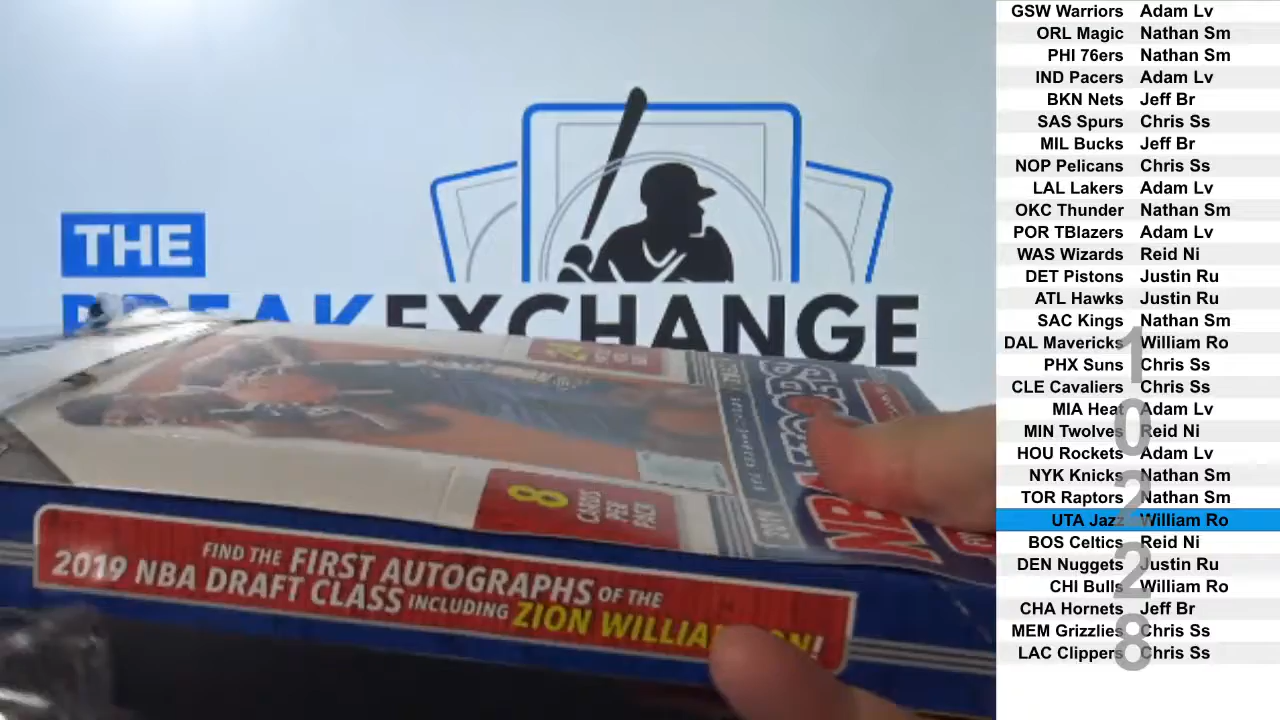 THE
BREAKEXCHANGE
8
CARDS
PER
PACK
FIND THE FIRST AUTOGRAPHS OF THE
2019 NBA DRAFT CLASS INCLUDING ZION WILLIAMSON!
GSW Warriors Adam Lv
ORL Magic Nathan Sm
PHI 76ers Nathan Sm
IND Pacers Adam Lv
BKN Nets Jeff Br
SAS Spurs Chris Ss
MIL Bucks Jeff Br
NOP Pelicans Chris Ss
LAL Lakers Adam Lv
OKC Thunder Nathan Sm
POR TBlazers Adam Lv
WAS Wizards Reid Ni
DET Pistons Justin Ru
ATL Hawks Justin Ru
SAC Kings Nathan Sm
DAL Mavericks William Ro
PHX Suns Chris Ss
CLE Cavaliers Chris Ss
MIA Heat Adam Lv
MIN Twolves Reid Ni
HOU Rockets Adam Lv
NYK Knicks Nathan Sm
TOR Raptors Nathan Sm
UTA Jazz William Ro
BOS Celtics Reid Ni
DEN Nuggets Justin Ru
CHI Bulls William Ro
CHA Hornets Jeff Br
MEM Grizzlies Chris Ss
LAC Clippers Chris Ss
1
0
2
2
8